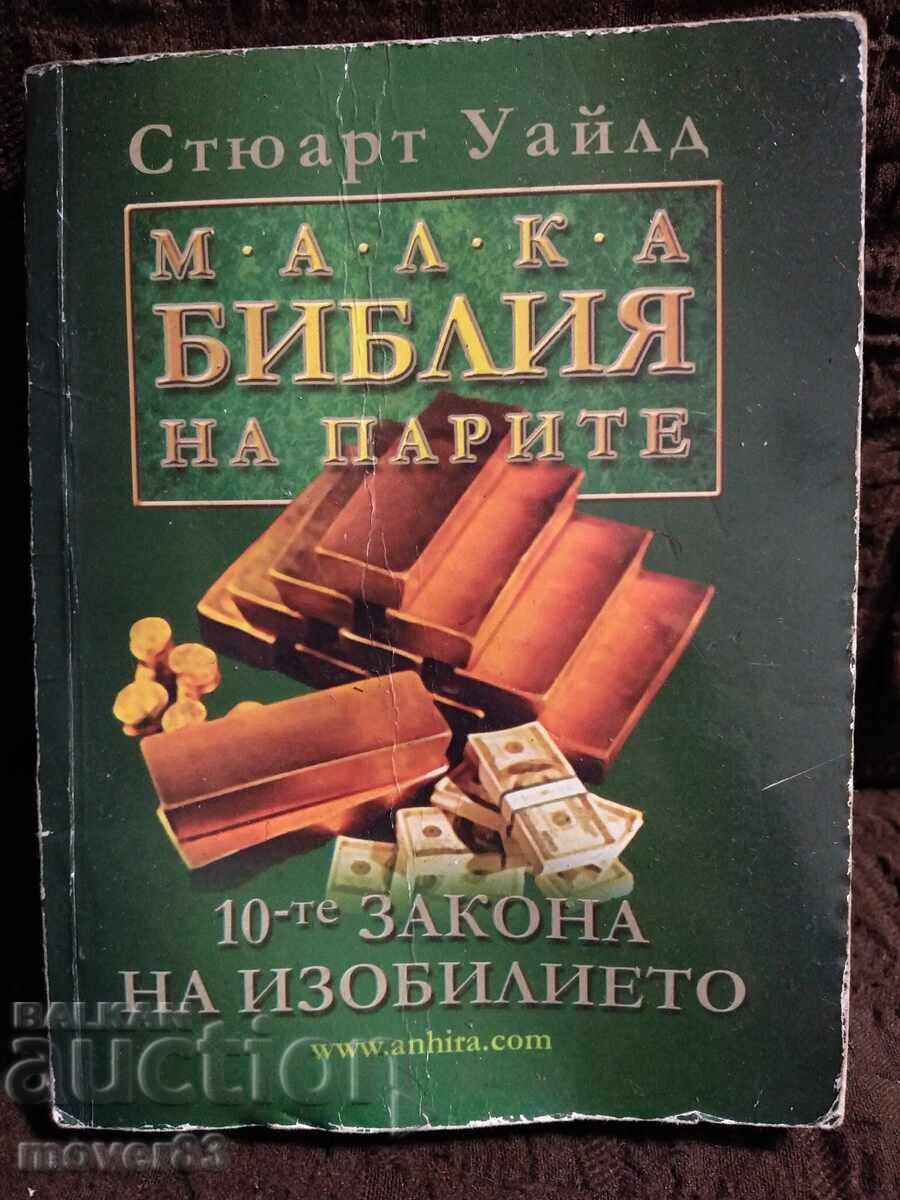 Стюарт Уайлд
М·А·Л·К·А
БИБЛИЯ
НА ПАРИТЕ
10-те ЗАКОНА
НА ИЗОБИЛИЕТО
www.anhira.com
BALKAN
auction
mover83